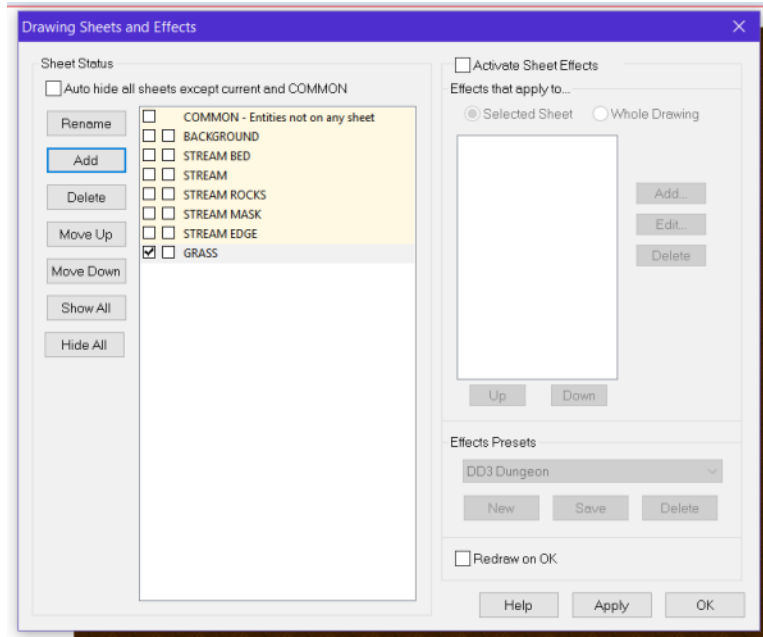 Drawing Sheets and Effects
Sheet Status
Auto hide all sheets except current and COMMON
Rename
Add
Delete
Move Up
Move Down
Show All
Hide All
COMMON - Entities not on any sheet
BACKGROUND
STREAM BED
STREAM
STREAM ROCKS
STREAM MASK
STREAM EDGE
GRASS
Activate Sheet Effects
Effects that apply to...
Selected Sheet Whole Drawing
Add...
Edit...
Delete
Up Down
Effects Presets
DD3 Dungeon
New Save Delete
Redraw on OK
Help Apply OK